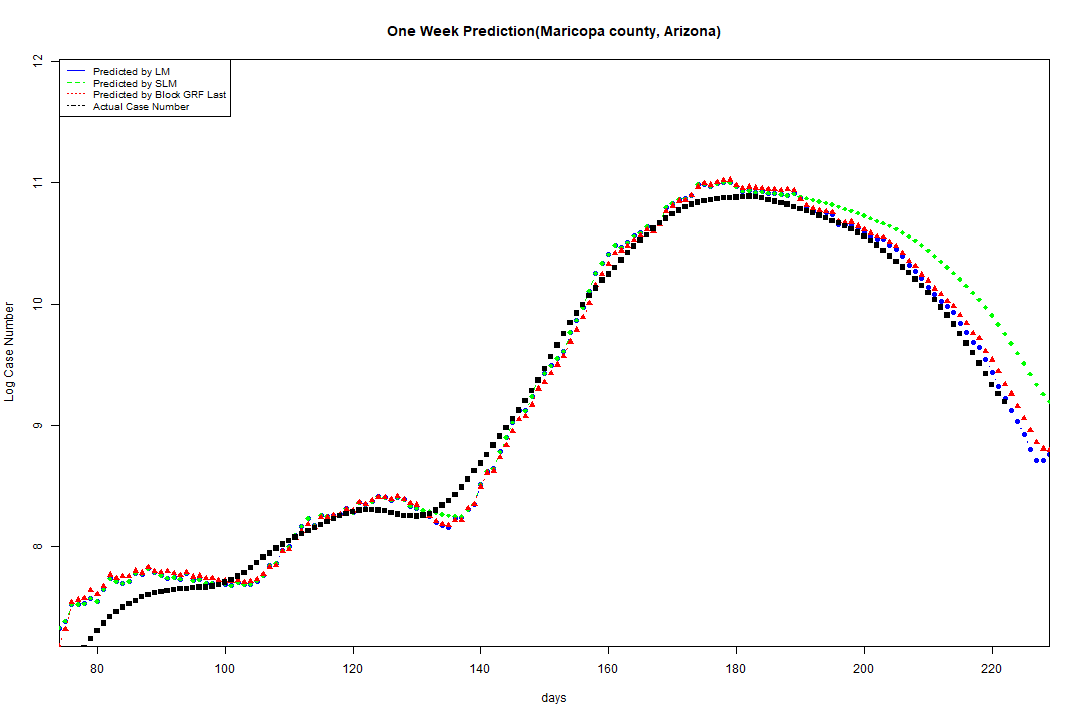 One Week Prediction(Maricopa county, Arizona)
Predicted by LM
Predicted by SLM
Predicted by Block GRF Last
Actual Case Number
12
11
10
9
8
Log Case Number
80 100 120 140 160 180 200 220
days